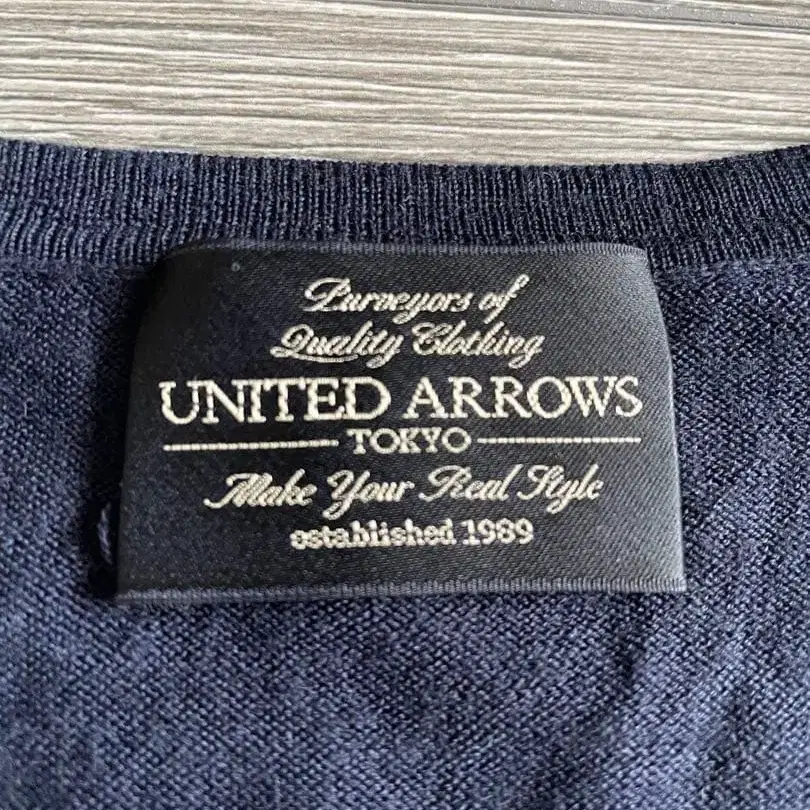 Purveyors of
Quality Clothing
UNITED ARROWS
TOKYO
Make Your Real Style
established 1989